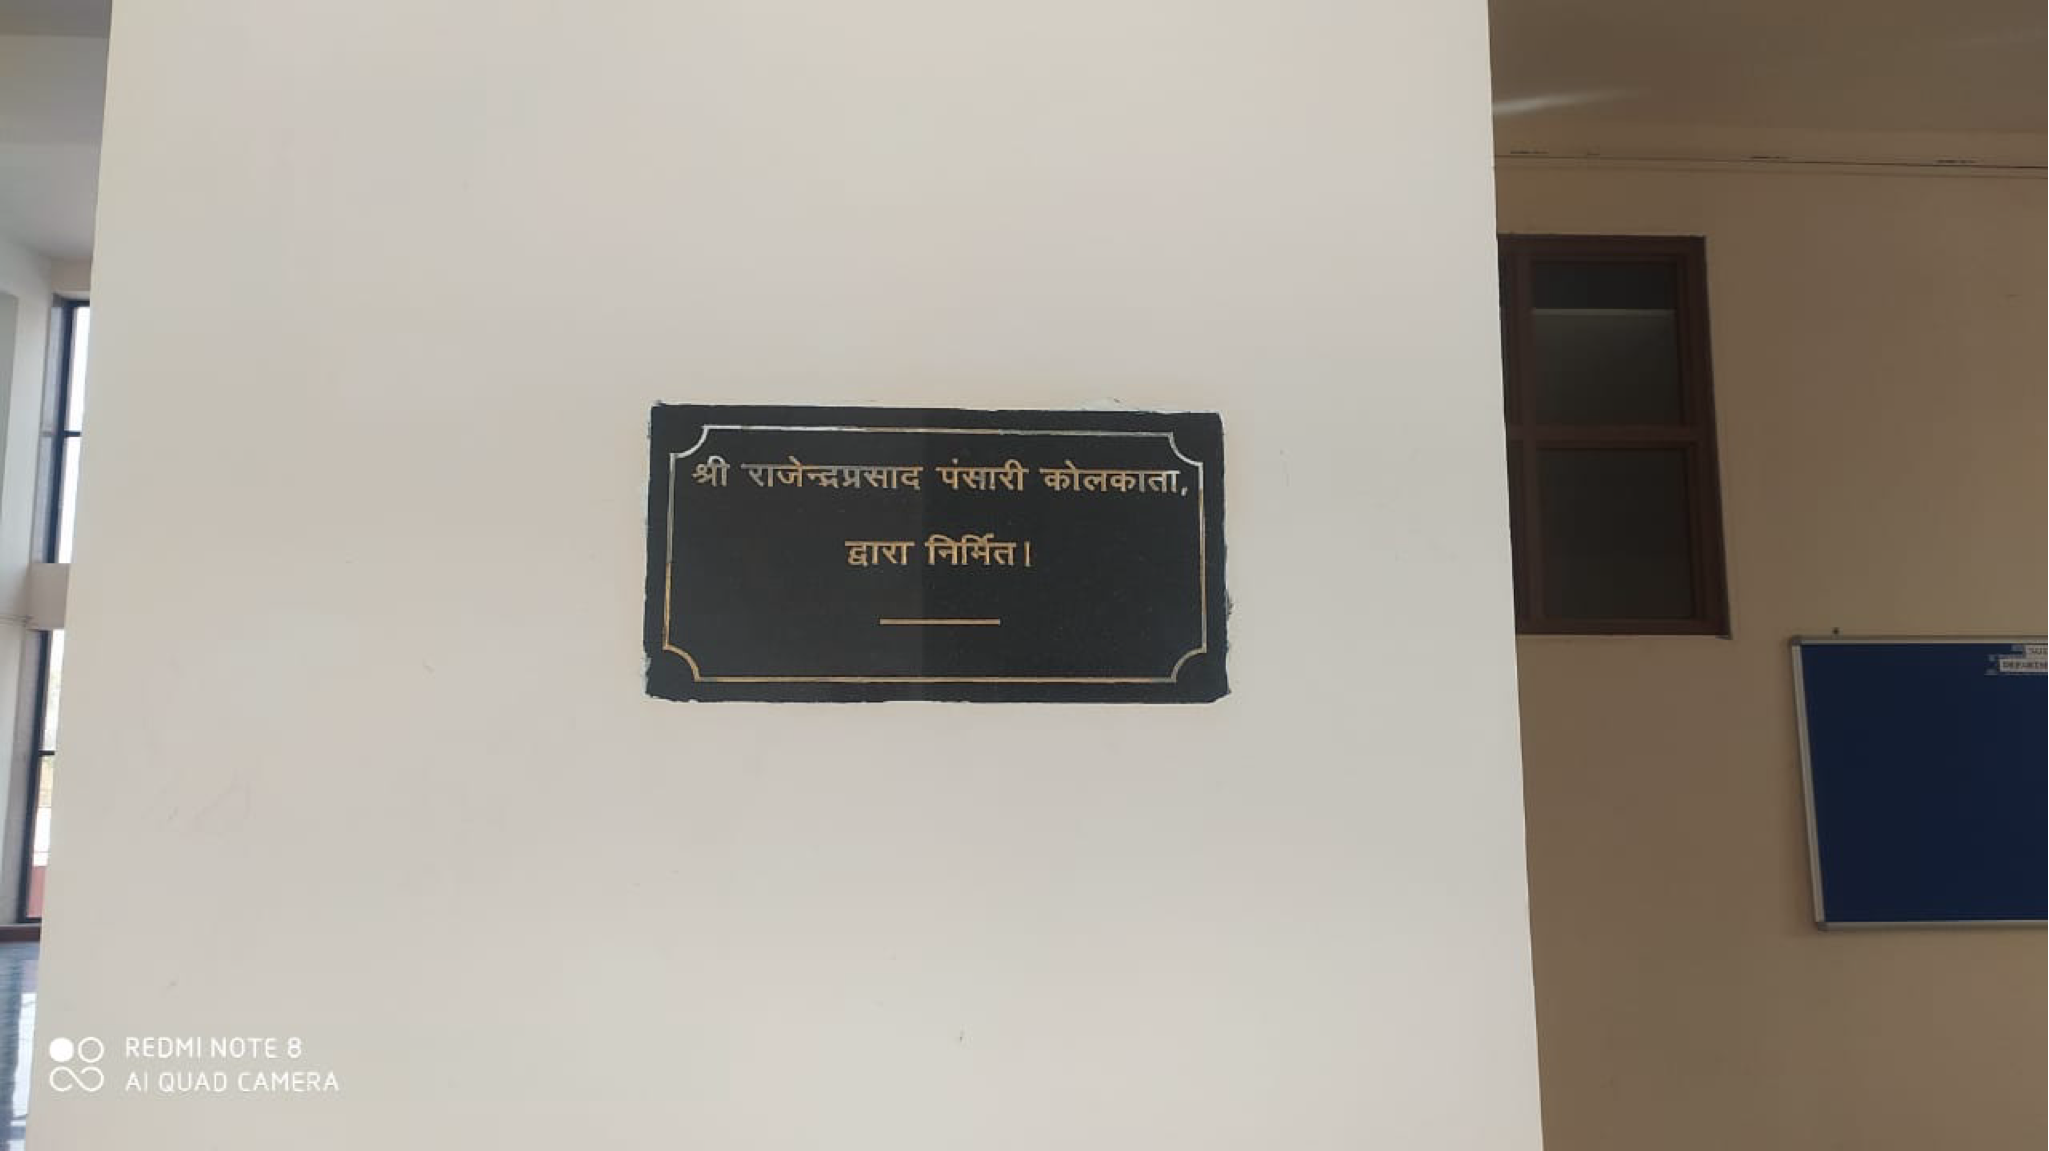 श्री राजेन्द्रप्रसाद पंसारी कोलकाता,
द्वारा निर्मित।
REDMI NOTE 8
AI QUAD CAMERA